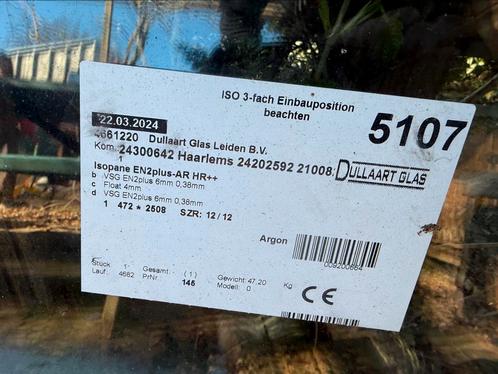 ISO 3-fach Einbauposition
beachten
22.03.2024
5107
4661220 Dullaart Glas Leiden B.V.
Kom. 24300642 Haarlems 24202592 21008
DULLAART GLAS
1
Isopane EN2plus-AR HR++
b VSG EN2plus 6mm 0,38mm
c Float 4mm
d VSG EN2plus 6mm 0,38mm
1 472 * 2508 SZR: 12/12
Argon
009200664
Stück 1 Gesamt: (1) Gewicht: 47.20 Kg
Lauf: 4662 PrNr 145 Modell: 0
CE